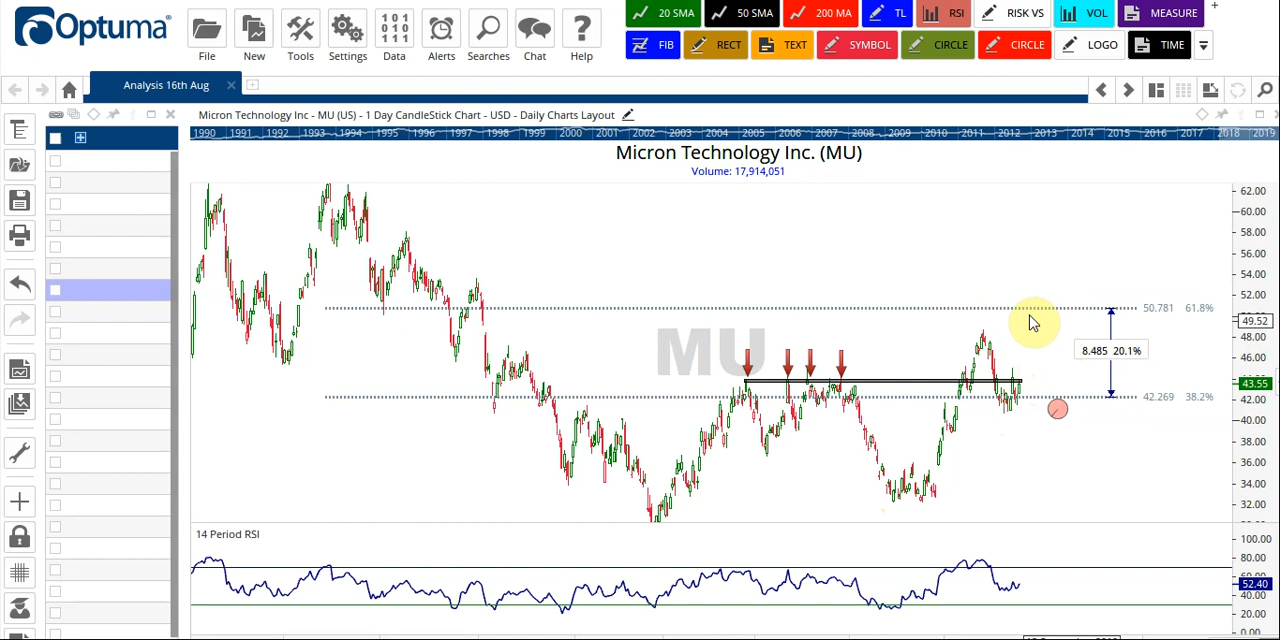 Optuma®
File New Tools Settings Data Alerts Searches Chat Help
20 SMA 50 SMA 200 MA TL RSI RISK VS VOL MEASURE
FIB RECT TEXT SYMBOL CIRCLE CIRCLE LOGO TIME
Analysis 16th Aug
Micron Technology Inc - MU (US) - 1 Day CandleStick Chart - USD - Daily Charts Layout
1990 1991 1992 1993 1994 1995 1996 1997 1998 1999 2000 2001 2002 2003 2004 2005 2006 2007 2008 2009 2010 2011 2012 2013 2014 2015 2016 2017 2018 2019
Micron Technology Inc. (MU)
Volume: 17,914,051
62.00
60.00
58.00
56.00
54.00
52.00
50.781 61.8%
49.52
48.00
MU
8.485 20.1%
46.00
43.55
42.269 38.2%
42.00
40.00
38.00
36.00
34.00
32.00
14 Period RSI
100.00
80.00
52.40
40.00
20.00
0.00